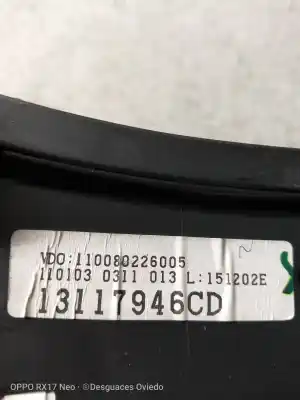 VDO:110080226005
110103 0311 013 L:151202E
13117946CD
OPPO RX17 Neo · ©Desguaces Oviedo